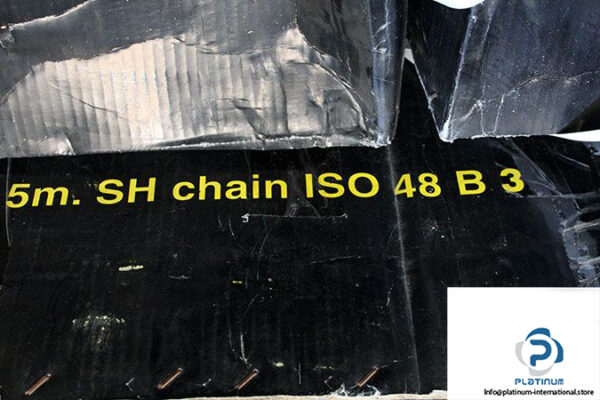 5m. SH chain ISO 48 B 3
PLATINUM
Info@platinum-international.store